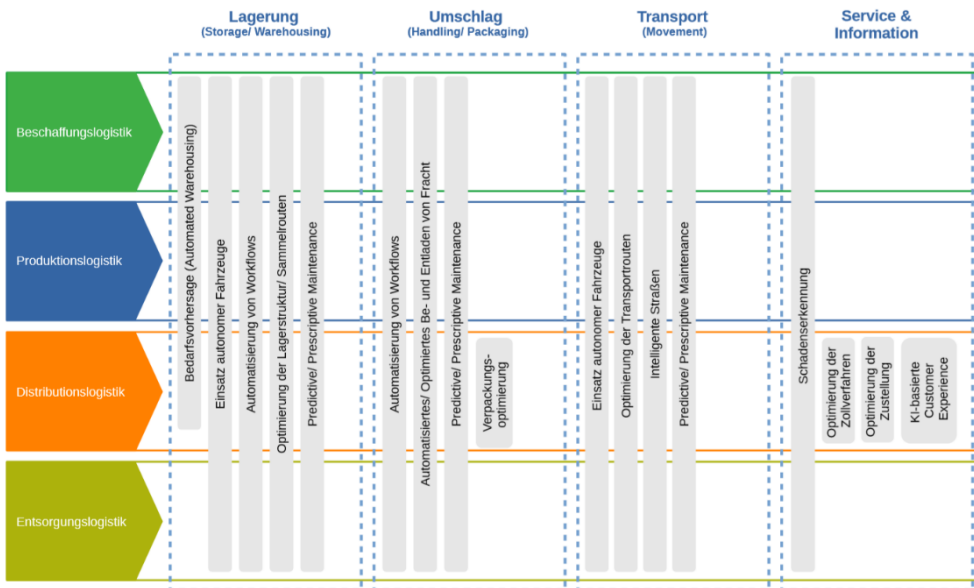 Lagerung
(Storage/ Warehousing)
Umschlag
(Handling/ Packaging)
Transport
(Movement)
Service &
Information
Beschaffungslogistik
Produktionslogistik
Distributionslogistik
Entsorgungslogistik
Bedarfsvorhersage (Automated Warehousing)
Einsatz autonomer Fahrzeuge
Automatisierung von Workflows
Optimierung der Lagerstruktur/ Sammelrouten
Predictive/ Prescriptive Maintenance
Automatisierung von Workflows
Automatisiertes/ Optimiertes Be- und Entladen von Fracht
Predictive/ Prescriptive Maintenance
Verpackungs-
optimierung
Einsatz autonomer Fahrzeuge
Optimierung der Transportrouten
Intelligente Straßen
Predictive/ Prescriptive Maintenance
Schadenserkennung
Optimierung der
Zollverfahren
Optimierung der
Zustellung
KI-basierte
Customer
Experience